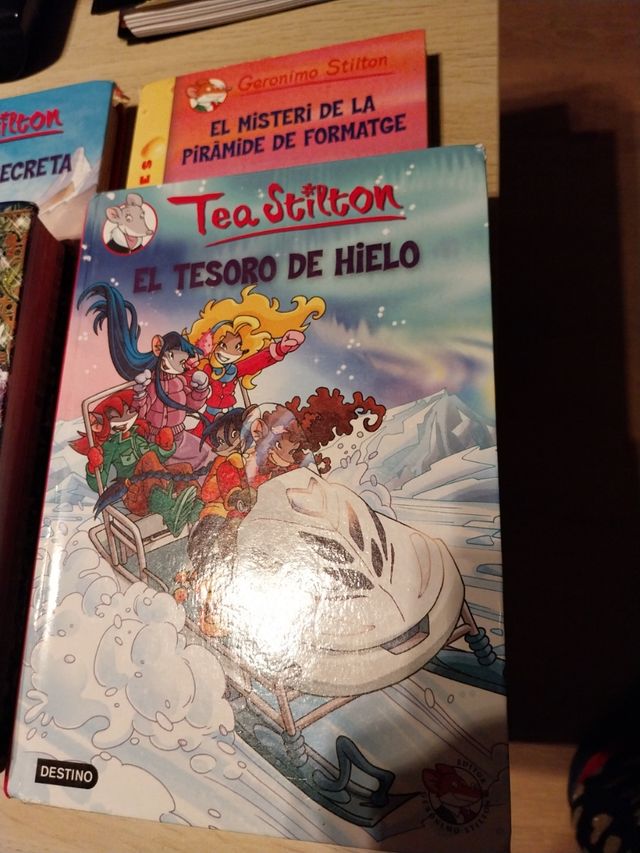 Geronimo Stilton
EL MISTERI DE LA
PIRÀMIDE DE FORMATGE
Stilton
ECRETA
Tea Stilton
EL TESORO DE HIELO
DESTINO